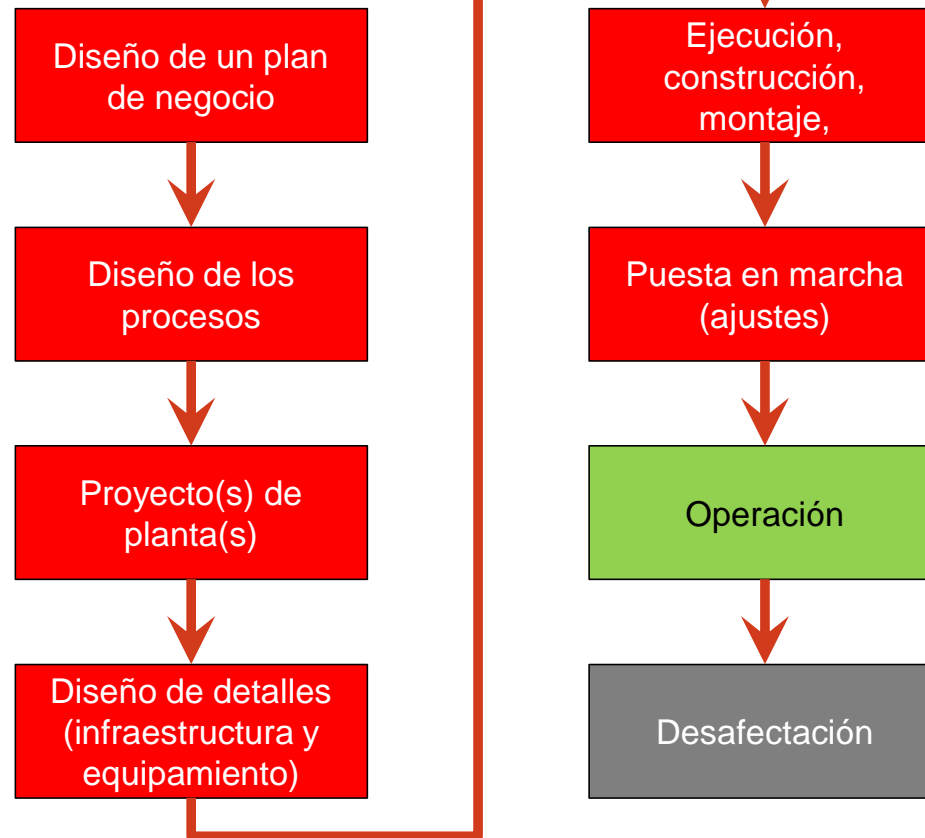 Diseño de un plan
de negocio
Diseño de los
procesos
Proyecto(s) de
planta(s)
Diseño de detalles
(infraestructura y
equipamiento)
Ejecución,
construcción,
montaje,
Puesta en marcha
(ajustes)
Operación
Desafectación